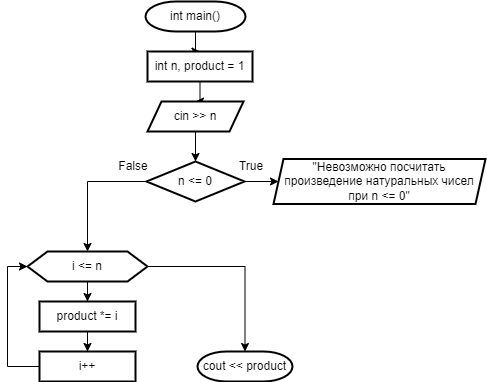 int main()
int n, product = 1
cin >> n
False
True
n <= 0
"Невозможно посчитать
произведение натуральных чисел
при n <= 0"
i <= n
product *= i
i++
cout << product